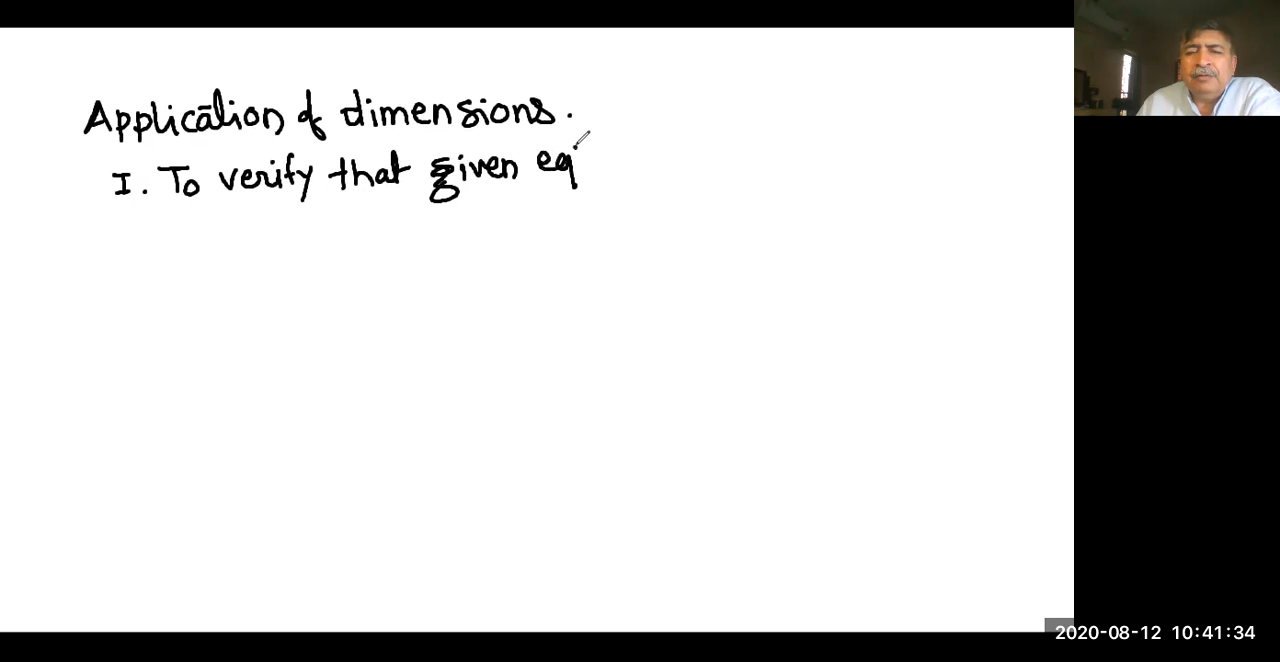 Application of dimensions.
I. To verify that given eq
2020-08-12 10:41:34